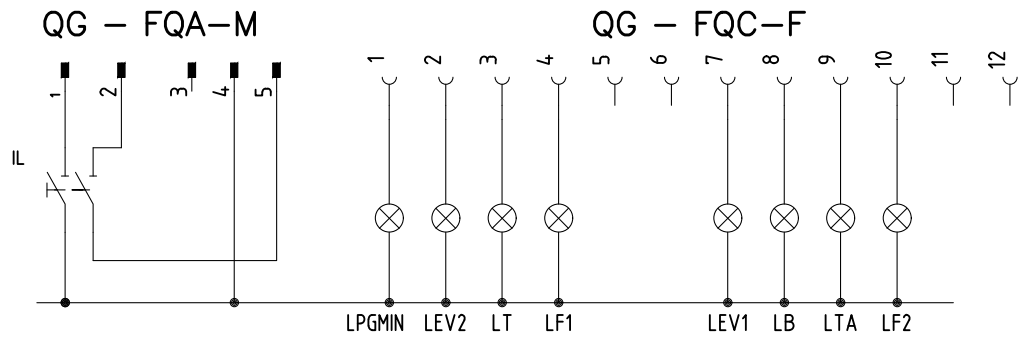 QG - FQA-M
QG - FQC-F
1 2 3 4 5
1 2 3 4 5 6 7 8 9 10 11 12
IL
LPGMIN LEV2 LT LF1 LEV1 LB LTA LF2